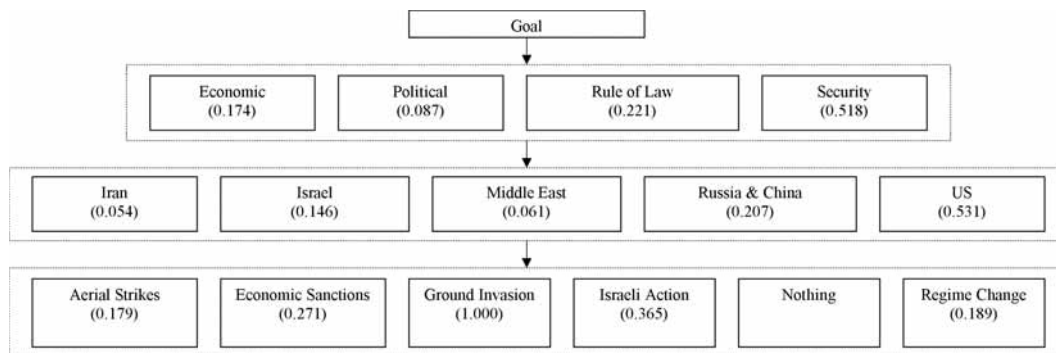 Goal
Economic
(0.174)
Political
(0.087)
Rule of Law
(0.221)
Security
(0.518)
Iran
(0.054)
Israel
(0.146)
Middle East
(0.061)
Russia & China
(0.207)
US
(0.531)
Aerial Strikes
(0.179)
Economic Sanctions
(0.271)
Ground Invasion
(1.000)
Israeli Action
(0.365)
Nothing
Regime Change
(0.189)